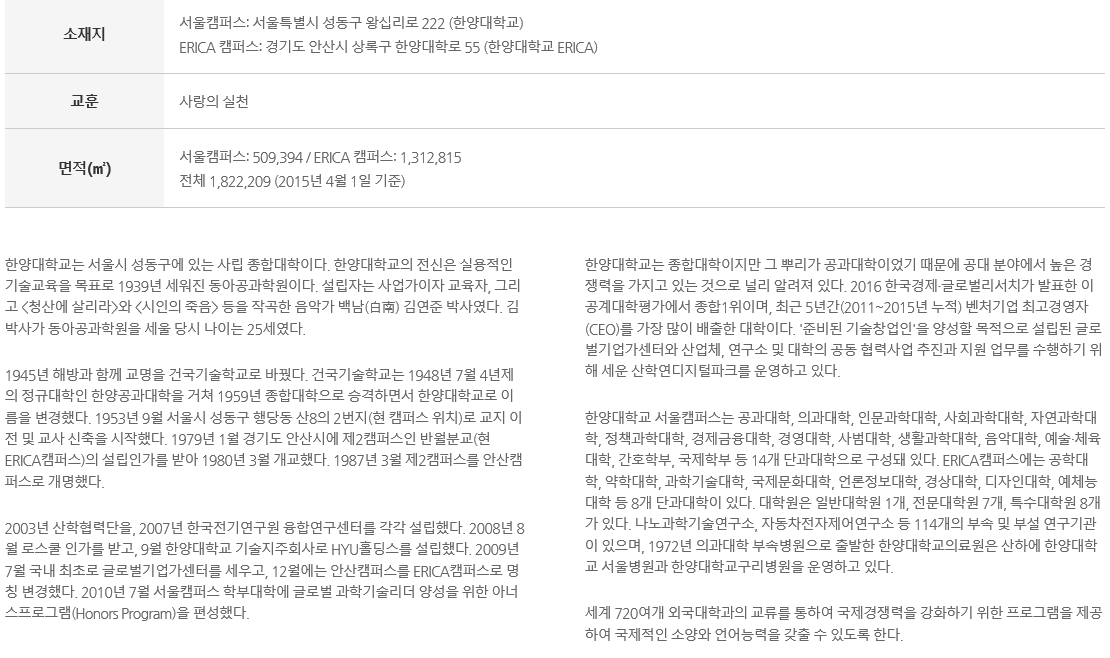 소재지
서울캠퍼스: 서울특별시 성동구 왕십리로 222 (한양대학교)
ERICA 캠퍼스: 경기도 안산시 상록구 한양대학로 55 (한양대학교 ERICA)
교훈
사랑의 실천
면적(㎡)
서울캠퍼스: 509,394 / ERICA 캠퍼스: 1,312,815
전체 1,822,209 (2015년 4월 1일 기준)
한양대학교는 서울시 성동구에 있는 사립 종합대학이다. 한양대학교의 전신은 실용적인
기술교육을 목표로 1939년 세워진 동아공과학원이다. 설립자는 사업가이자 교육자, 그리
고 <청산에 살리라>와 <시인의 죽음> 등을 작곡한 음악가 백남(白南) 김연준 박사였다. 김
박사가 동아공과학원을 세울 당시 나이는 25세였다.
1945년 해방과 함께 교명을 건국기술학교로 바꿨다. 건국기술학교는 1948년 7월 4년제
의 정규대학인 한양공과대학을 거쳐 1959년 종합대학으로 승격하면서 한양대학교로 이
름을 변경했다. 1953년 9월 서울시 성동구 행당동 산8의 2번지(현 캠퍼스 위치)로 교지 이
전 및 교사 신축을 시작했다. 1979년 1월 경기도 안산시에 제2캠퍼스인 반월분교(현
ERICA캠퍼스)의 설립인가를 받아 1980년 3월 개교했다. 1987년 3월 제2캠퍼스를 안산캠
퍼스로 개명했다.
2003년 산학협력단을, 2007년 한국전기연구원 융합연구센터를 각각 설립했다. 2008년 8
월 로스쿨 인가를 받고, 9월 한양대학교 기술지주회사로 HYU홀딩스를 설립했다. 2009년
7월 국내 최초로 글로벌기업가센터를 세우고, 12월에는 안산캠퍼스를 ERICA캠퍼스로 명
칭 변경했다. 2010년 7월 서울캠퍼스 학부대학에 글로벌 과학기술리더 양성을 위한 아너
스프로그램(Honors Program)을 편성했다.
한양대학교는 종합대학이지만 그 뿌리가 공과대학이었기 때문에 공대 분야에서 높은 경
쟁력을 가지고 있는 것으로 널리 알려져 있다. 2016 한국경제·글로벌리서치가 발표한 이
공계대학평가에서 종합1위이며, 최근 5년간(2011~2015년 누적) 벤처기업 최고경영자
(CEO)를 가장 많이 배출한 대학이다. '준비된 기술창업인'을 양성할 목적으로 설립된 글로
벌기업가센터와 산업체, 연구소 및 대학의 공동 협력사업 추진과 지원 업무를 수행하기 위
해 세운 산학연디지털파크를 운영하고 있다.
한양대학교 서울캠퍼스는 공과대학, 의과대학, 인문과학대학, 사회과학대학, 자연과학대
학, 정책과학대학, 경제금융대학, 경영대학, 사범대학, 생활과학대학, 음악대학, 예술·체육
대학, 간호학부, 국제학부 등 14개 단과대학으로 구성돼 있다. ERICA캠퍼스에는 공학대
학, 약학대학, 과학기술대학, 국제문화대학, 언론정보대학, 경상대학, 디자인대학, 예체능
대학 등 8개 단과대학이 있다. 대학원은 일반대학원 1개, 전문대학원 7개, 특수대학원 8개
가 있다. 나노과학기술연구소, 자동차전자제어연구소 등 114개의 부속 및 부설 연구기관
이 있으며, 1972년 의과대학 부속병원으로 출발한 한양대학교의료원은 산하에 한양대학
교 서울병원과 한양대학교구리병원을 운영하고 있다.
세계 720여개 외국대학과의 교류를 통하여 국제경쟁력을 강화하기 위한 프로그램을 제공
하여 국제적인 소양와 언어능력을 갖출 수 있도록 한다.